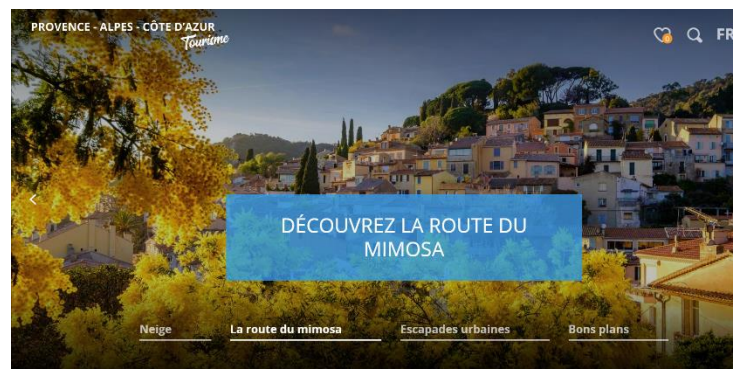 PROVENCE - ALPES - CÔTE D'AZUR
Tourisme
0
FR
DÉCOUVREZ LA ROUTE DU
MIMOSA
Neige
La route du mimosa
Escapades urbaines
Bons plans